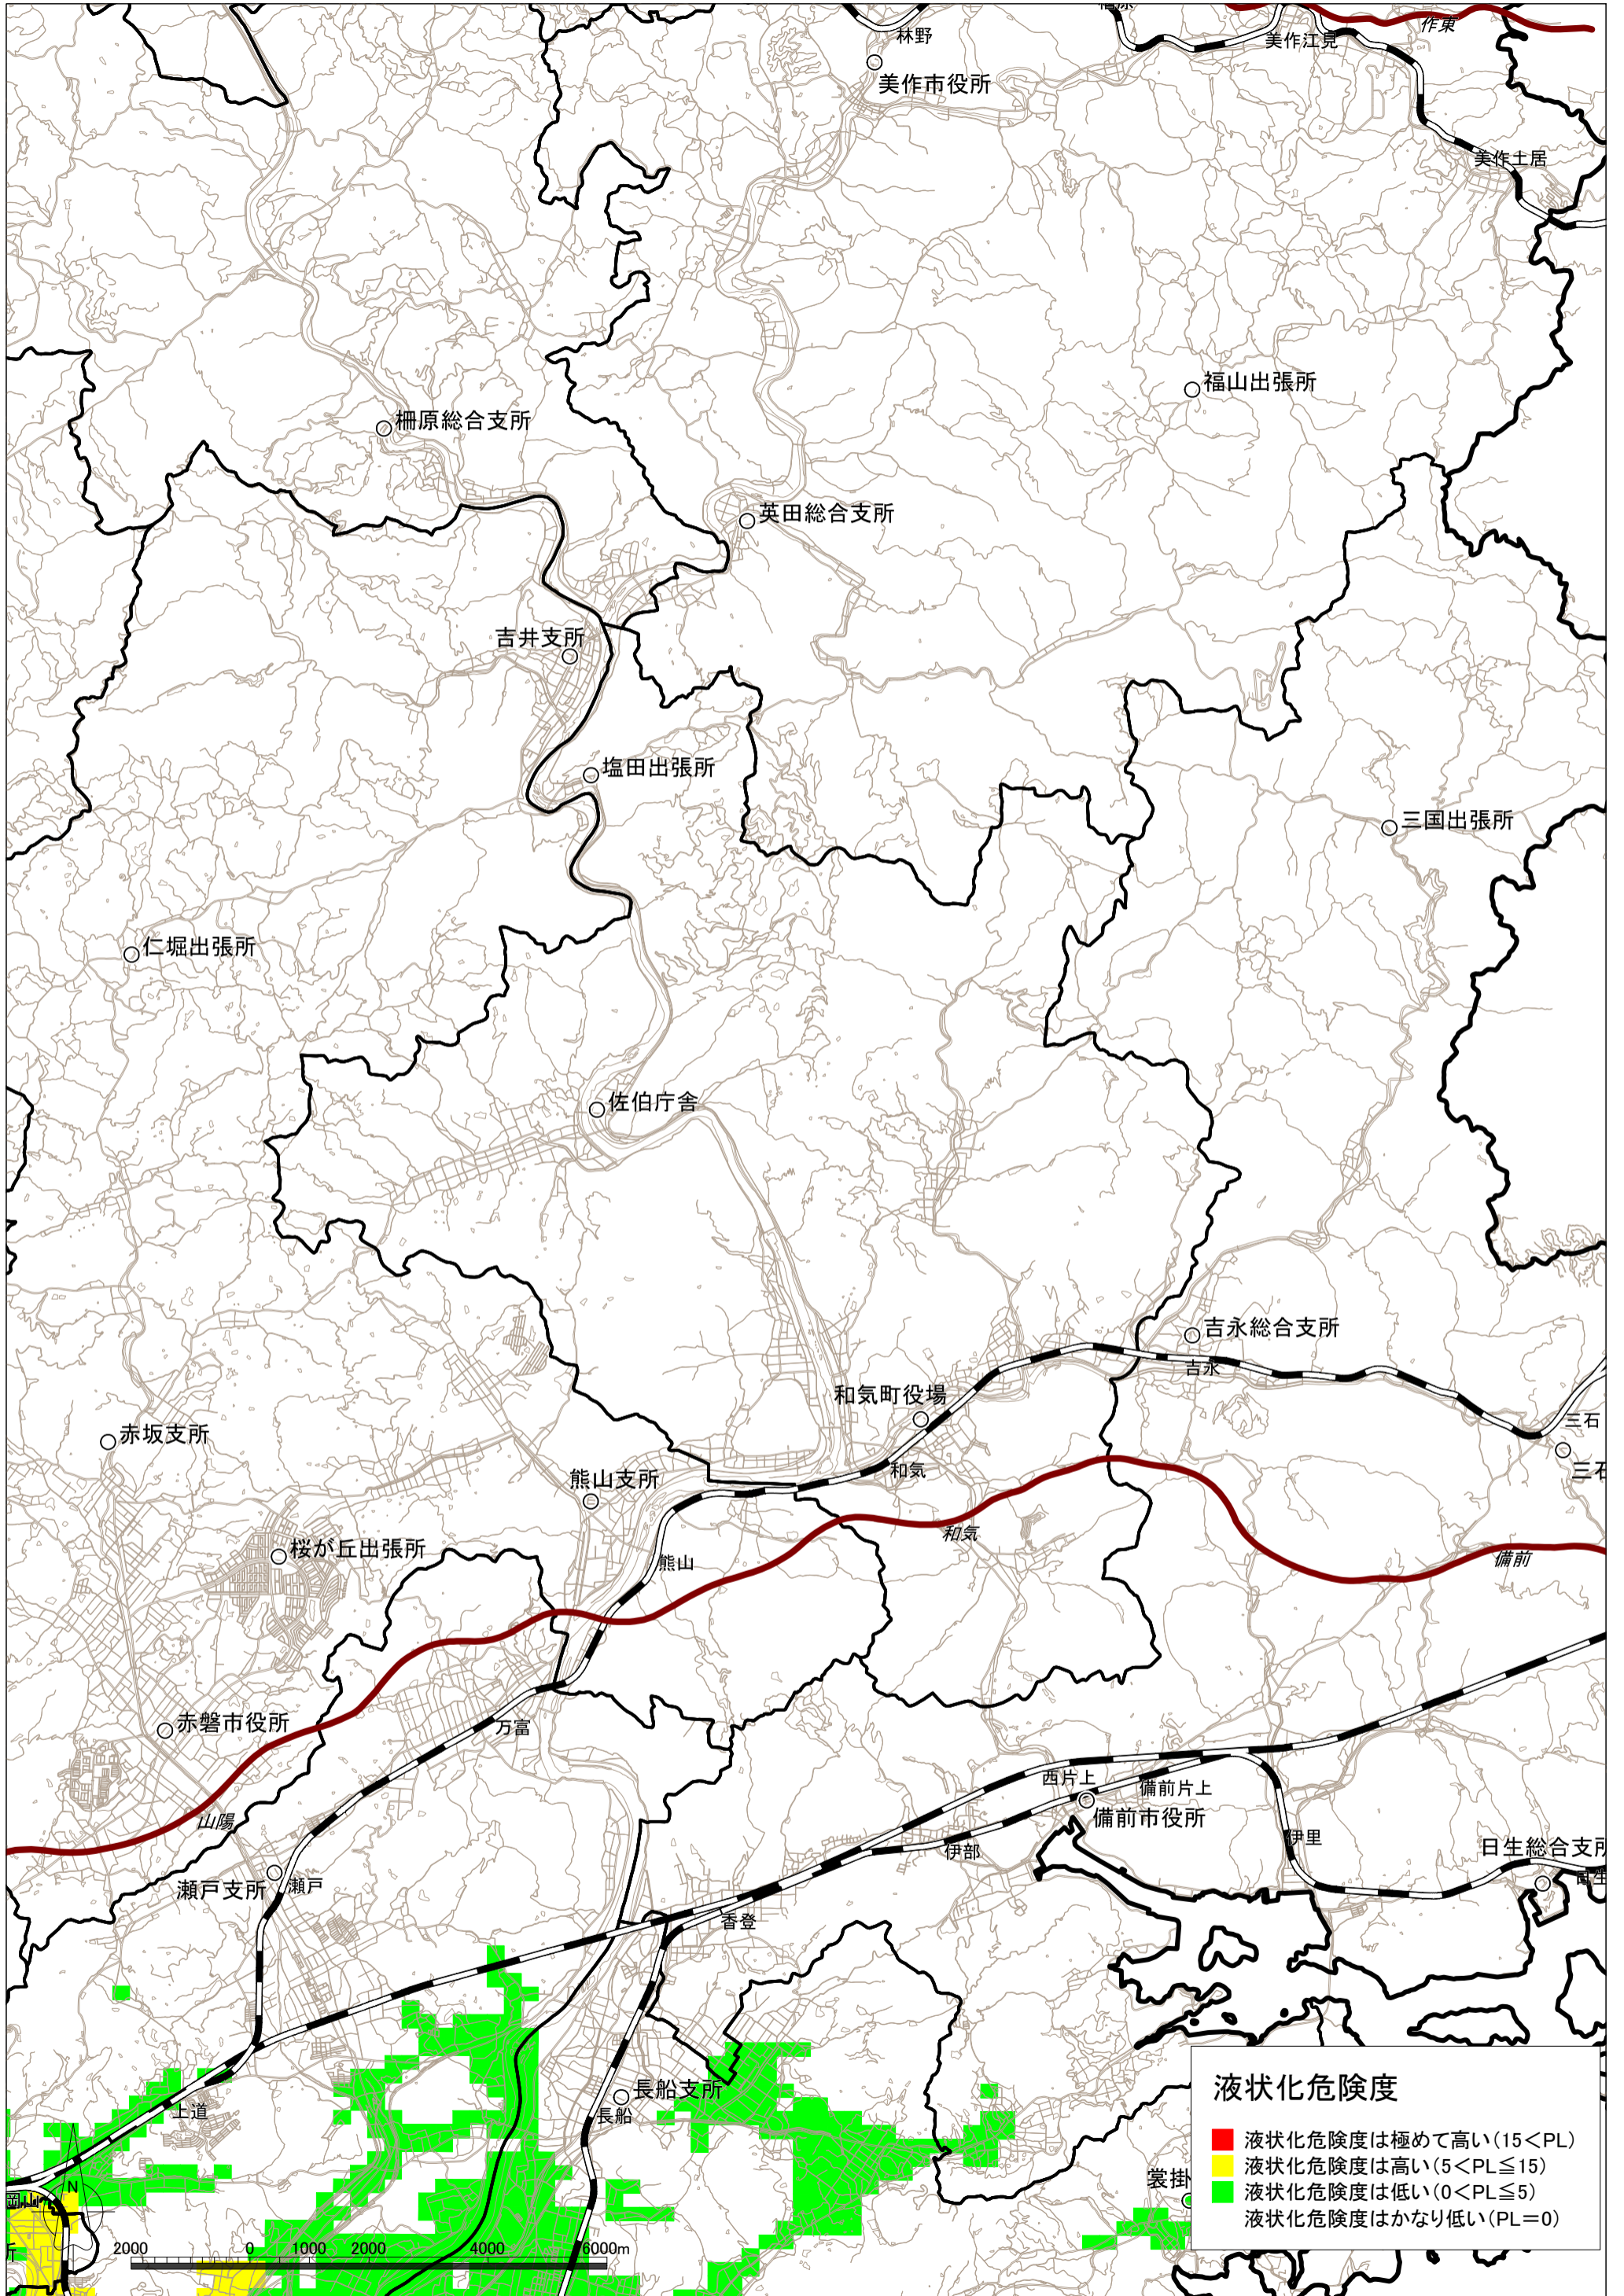 林野
美作江見
作東
美作市役所
美作土居
福山出張所
柵原総合支所
英田総合支所
吉井支所
塩田出張所
三国出張所
仁堀出張所
佐伯庁舎
吉永総合支所
吉永
和気町役場
三石
赤坂支所
和気
三石
熊山支所
和気
桜が丘出張所
熊山
備前
赤磐市役所
万富
西片上
備前片上
山陽
備前市役所
伊里
伊部
日生総合支所
瀬戸支所
瀬戸
日生
香登
長船支所
上道
長船
液状化危険度
液状化危険度は極めて高い(15<PL)
液状化危険度は高い(5<PL≦15)
液状化危険度は低い(0<PL≦5)
液状化危険度はかなり低い(PL=0)
裳掛
N
岡山
所
2000 0 1000 2000 4000 6000m